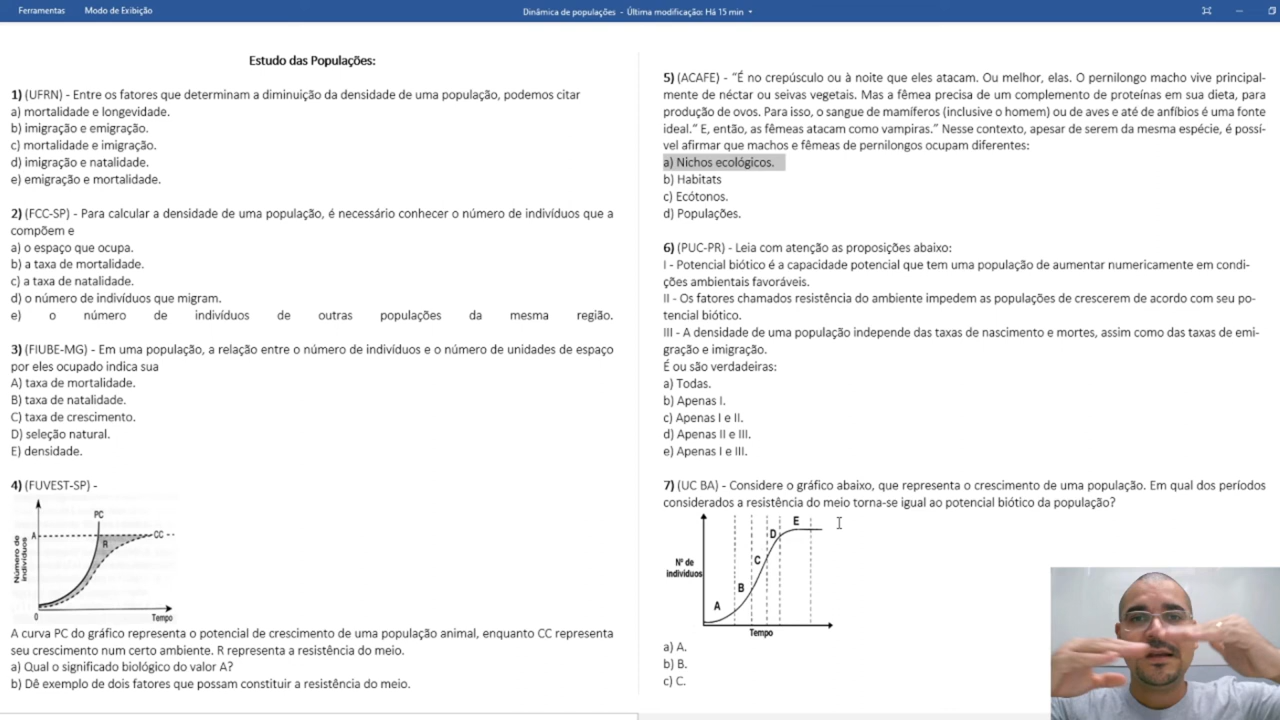 Ferramentas Modo de Exibição Dinâmica de populações - Última modificação: Há 15 min
Estudo das Populações:
1) (UFRN) - Entre os fatores que determinam a diminuição da densidade de uma população, podemos citar
a) mortalidade e longevidade.
b) imigração e emigração.
c) mortalidade e imigração.
d) imigração e natalidade.
e) emigração e mortalidade.
2) (FCC-SP) - Para calcular a densidade de uma população, é necessário conhecer o número de indivíduos que a
compõem e
a) o espaço que ocupa.
b) a taxa de mortalidade.
c) a taxa de natalidade.
d) o número de indivíduos que migram.
e) o número de indivíduos de outras populações da mesma região.
3) (FIUBE-MG) - Em uma população, a relação entre o número de indivíduos e o número de unidades de espaço
por eles ocupado indica sua
A) taxa de mortalidade.
B) taxa de natalidade.
C) taxa de crescimento.
D) seleção natural.
E) densidade.
4) (FUVEST-SP) -
PC
A
CC
R
Número de
indivíduos
0
Tempo
A curva PC do gráfico representa o potencial de crescimento de uma população animal, enquanto CC representa
seu crescimento num certo ambiente. R representa a resistência do meio.
a) Qual o significado biológico do valor A?
b) Dê exemplo de dois fatores que possam constituir a resistência do meio.
5) (ACAFE) - “É no crepúsculo ou à noite que eles atacam. Ou melhor, elas. O pernilongo macho vive principal-
mente de néctar ou seivas vegetais. Mas a fêmea precisa de um complemento de proteínas em sua dieta, para
produção de ovos. Para isso, o sangue de mamíferos (inclusive o homem) ou de aves e até de anfíbios é uma fonte
ideal.” E, então, as fêmeas atacam como vampiras.” Nesse contexto, apesar de serem da mesma espécie, é possí-
vel afirmar que machos e fêmeas de pernilongos ocupam diferentes:
a) Nichos ecológicos.
b) Habitats
c) Ecótonos.
d) Populações.
6) (PUC-PR) - Leia com atenção as proposições abaixo:
I - Potencial biótico é a capacidade potencial que tem uma população de aumentar numericamente em condi-
ções ambientais favoráveis.
II - Os fatores chamados resistência do ambiente impedem as populações de crescerem de acordo com seu po-
tencial biótico.
III - A densidade de uma população independe das taxas de nascimento e mortes, assim como das taxas de emi-
gração e imigração.
É ou são verdadeiras:
a) Todas.
b) Apenas I.
c) Apenas I e II.
d) Apenas II e III.
e) Apenas I e III.
7) (UC BA) - Considere o gráfico abaixo, que representa o crescimento de uma população. Em qual dos períodos
considerados a resistência do meio torna-se igual ao potencial biótico da população?
E
D
C
B
A
Nº de
indivíduos
Tempo
a) A.
b) B.
c) C.